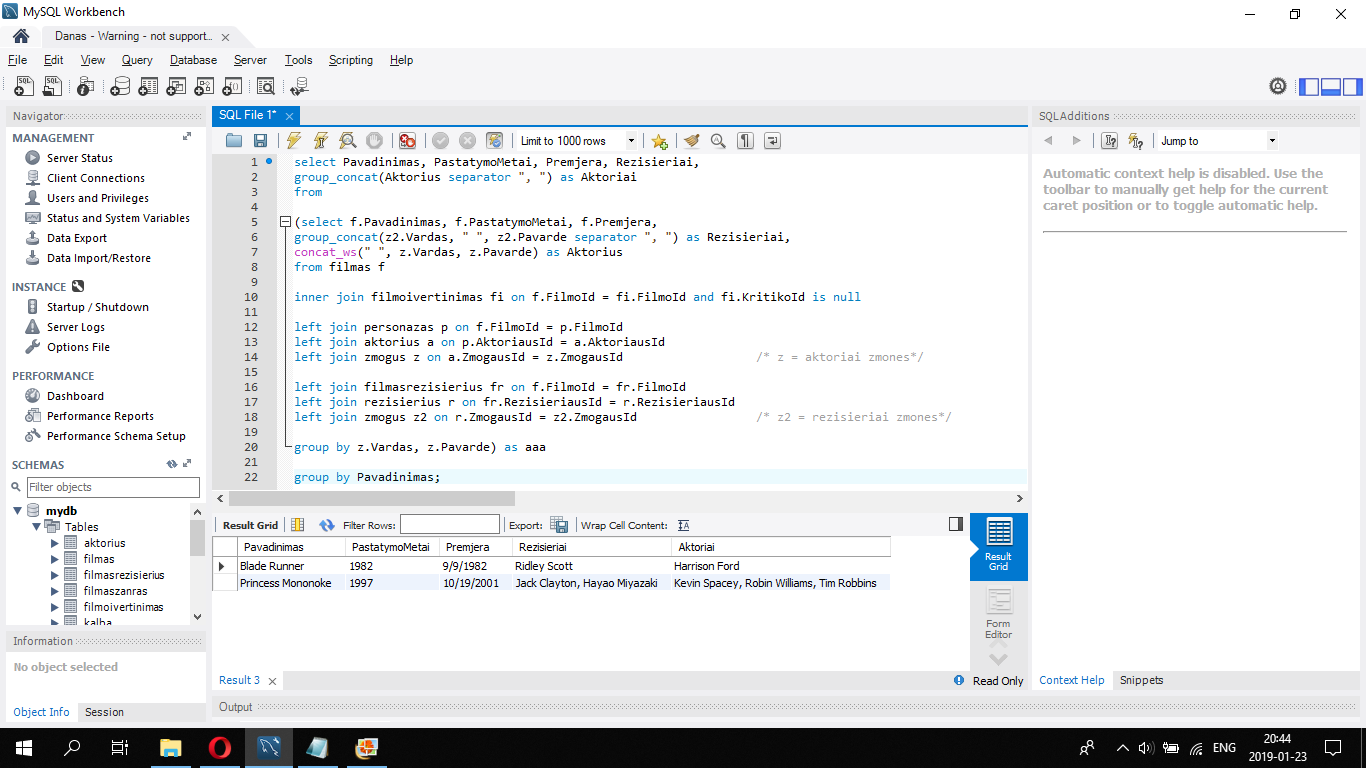 MySQL Workbench
Danas - Warning - not support...
File Edit View Query Database Server Tools Scripting Help
Navigator
MANAGEMENT
Server Status
Client Connections
Users and Privileges
Status and System Variables
Data Export
Data Import/Restore
INSTANCE
Startup / Shutdown
Server Logs
Options File
PERFORMANCE
Dashboard
Performance Reports
Performance Schema Setup
SCHEMAS
Filter objects
mydb
Tables
aktorius
filmas
filmasrezisierius
filmaszanras
filmoivertinimas
kalba
Information
No object selected
Object Info Session
SQL File 1*
Limit to 1000 rows
1 select Pavadinimas, PastatymoMetai, Premjera, Rezisieriai,
2 group_concat(Aktorius separator ", ") as Aktoriai
3 from
4
5 (select f.Pavadinimas, f.PastatymoMetai, f.Premjera,
6 group_concat(z2.Vardas, " ", z2.Pavarde separator ", ") as Rezisieriai,
7 concat_ws(" ", z.Vardas, z.Pavarde) as Aktorius
8 from filmas f
9
10 inner join filmoivertinimas fi on f.FilmoId = fi.FilmoId and fi.KritikoId is null
11
12 left join personazas p on f.FilmoId = p.FilmoId
13 left join aktorius a on p.AktoriausId = a.AktoriausId
14 left join zmogus z on a.ZmogausId = z.ZmogausId /* z = aktoriai zmones*/
15
16 left join filmasrezisierius fr on f.FilmoId = fr.FilmoId
17 left join rezisierius r on fr.RezisieriausId = r.RezisieriausId
18 left join zmogus z2 on r.ZmogausId = z2.ZmogausId /* z2 = rezisieriai zmones*/
19
20 group by z.Vardas, z.Pavarde) as aaa
21
22 group by Pavadinimas;
Result Grid Filter Rows: Export: Wrap Cell Content:
Pavadinimas PastatymoMetai Premjera Rezisieriai Aktoriai
Blade Runner 1982 9/9/1982 Ridley Scott Harrison Ford
Princess Mononoke 1997 10/19/2001 Jack Clayton, Hayao Miyazaki Kevin Spacey, Robin Williams, Tim Robbins
Result
Grid
Form
Editor
Result 3
Read Only
Output
SQLAdditions
Jump to
Automatic context help is disabled. Use the
toolbar to manually get help for the current
caret position or to toggle automatic help.
Context Help Snippets
ENG
20:44
2019-01-23